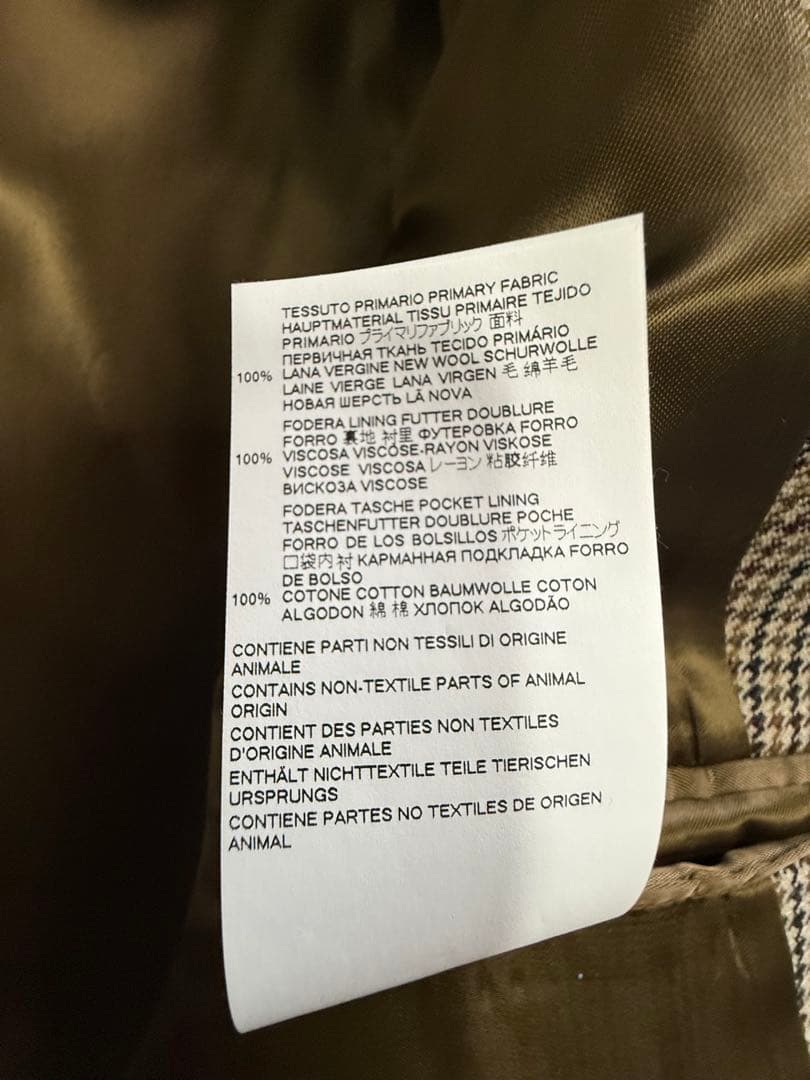 TESSUTO PRIMARIO PRIMARY FABRIC
HAUPTMATERIAL TISSU PRIMAIRE TEJIDO
PRIMARIO プライマリファブリック 面料
ПЕРВИЧНАЯ ТКАНЬ TECIDO PRIMÁRIO
100% LANA VERGINE NEW WOOL SCHURWOLLE
LAINE VIERGE LANA VIRGEN 毛 绵羊毛
НОВАЯ ШЕРСТЬ LÃ NOVA
FODERA LINING FUTTER DOUBLURE
FORRO 裏地 衬里 ФУТЕРОВКА FORRO
100% VISCOSA VISCOSE-RAYON VISKOSE
VISCOSE VISCOSA レーヨン 粘胶纤维
ВИСКОЗА VISCOSE
FODERA TASCHE POCKET LINING
TASCHENFUTTER DOUBLURE POCHE
FORRO DE LOS BOLSILLOS ポケットライニング
口袋内衬 КАРМАННАЯ ПОДКЛАДКА FORRO
DE BOLSO
100% COTONE COTTON BAUMWOLLE COTON
ALGODON 綿 棉 ХЛОПОК ALGODÃO
CONTIENE PARTI NON TESSILI DI ORIGINE
ANIMALE
CONTAINS NON-TEXTILE PARTS OF ANIMAL
ORIGIN
CONTIENT DES PARTIES NON TEXTILES
D'ORIGINE ANIMALE
ENTHÄLT NICHTTEXTILE TEILE TIERISCHEN
URSPRUNGS
CONTIENE PARTES NO TEXTILES DE ORIGEN
ANIMAL